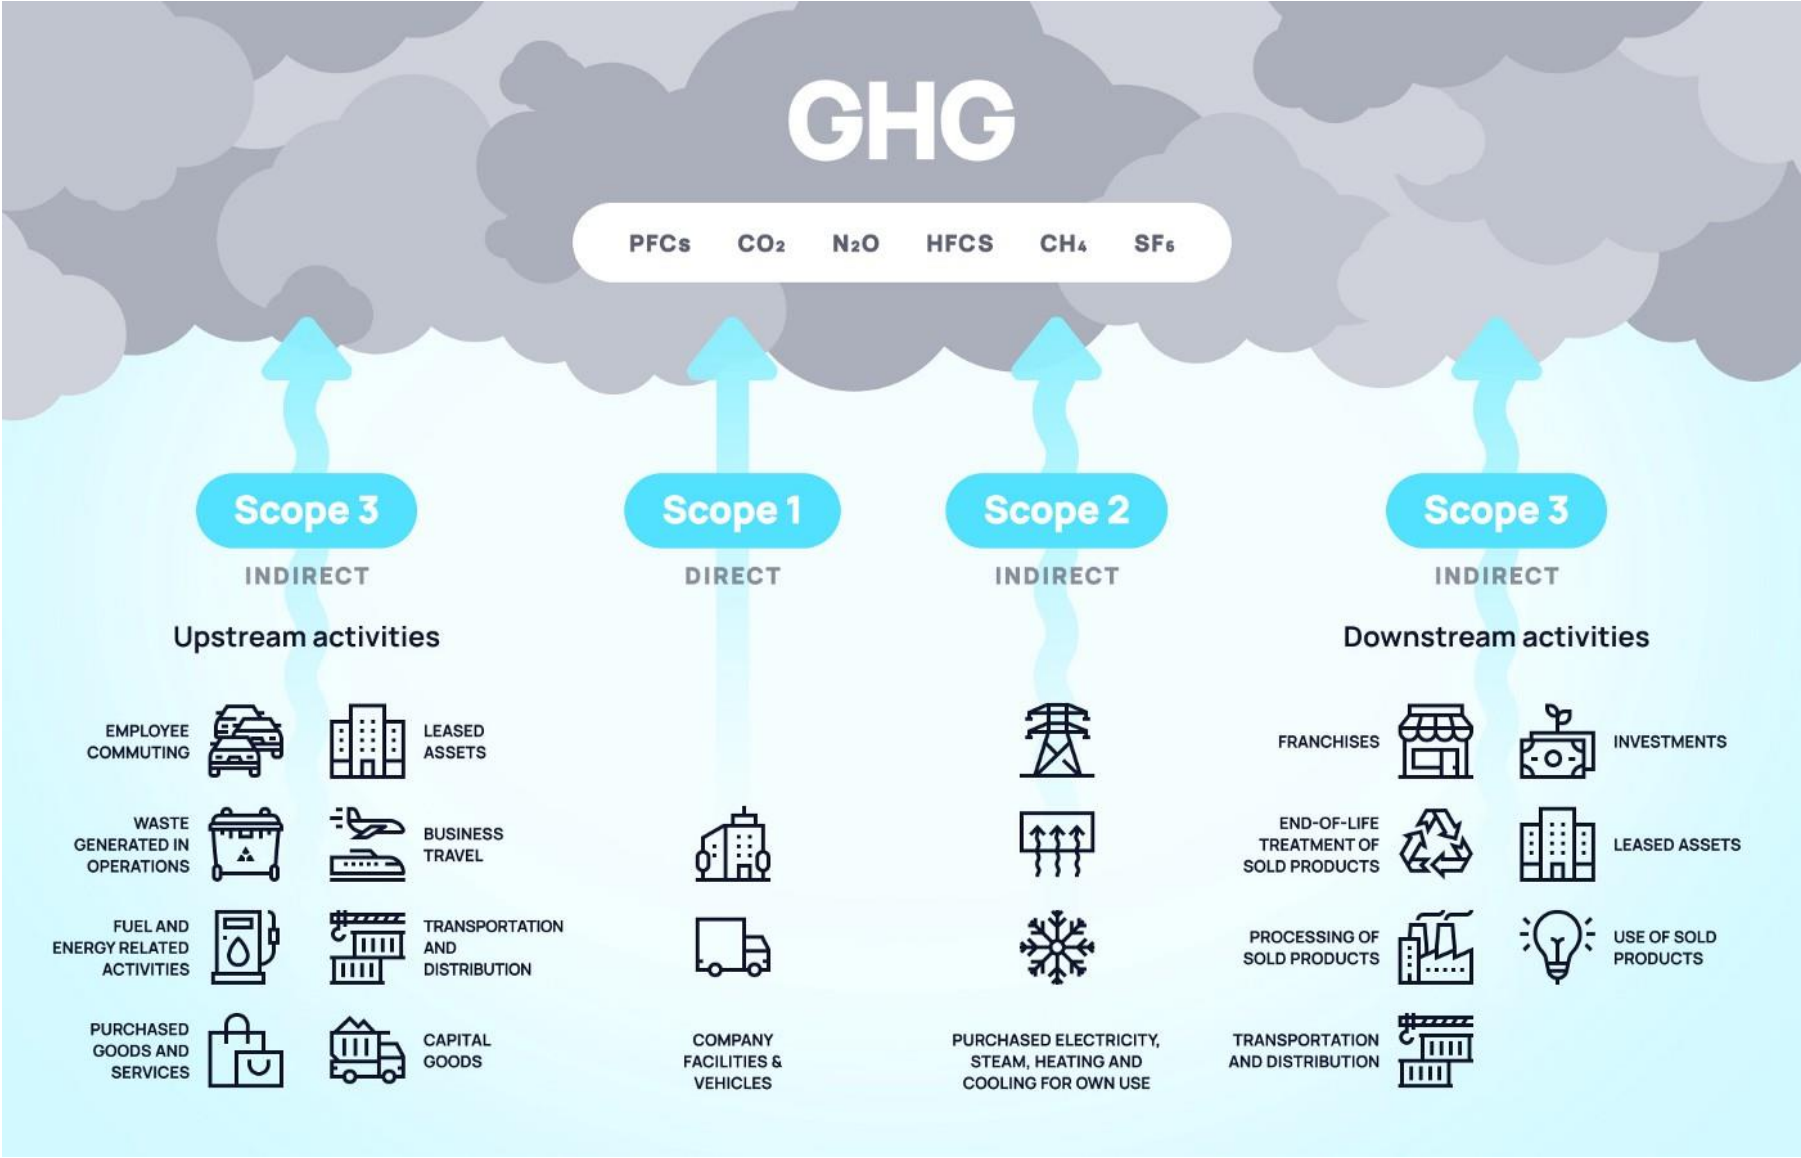 GHG
PFCs CO₂ N₂O HFCS CH₄ SF₆
Scope 3
INDIRECT
Upstream activities
EMPLOYEE
COMMUTING
LEASED
ASSETS
WASTE
GENERATED IN
OPERATIONS
BUSINESS
TRAVEL
FUEL AND
ENERGY RELATED
ACTIVITIES
TRANSPORTATION
AND
DISTRIBUTION
PURCHASED
GOODS AND
SERVICES
CAPITAL
GOODS
Scope 1
DIRECT
COMPANY
FACILITIES &
VEHICLES
Scope 2
INDIRECT
PURCHASED ELECTRICITY,
STEAM, HEATING AND
COOLING FOR OWN USE
Scope 3
INDIRECT
Downstream activities
FRANCHISES
INVESTMENTS
END-OF-LIFE
TREATMENT OF
SOLD PRODUCTS
LEASED ASSETS
PROCESSING OF
SOLD PRODUCTS
USE OF SOLD
PRODUCTS
TRANSPORTATION
AND DISTRIBUTION